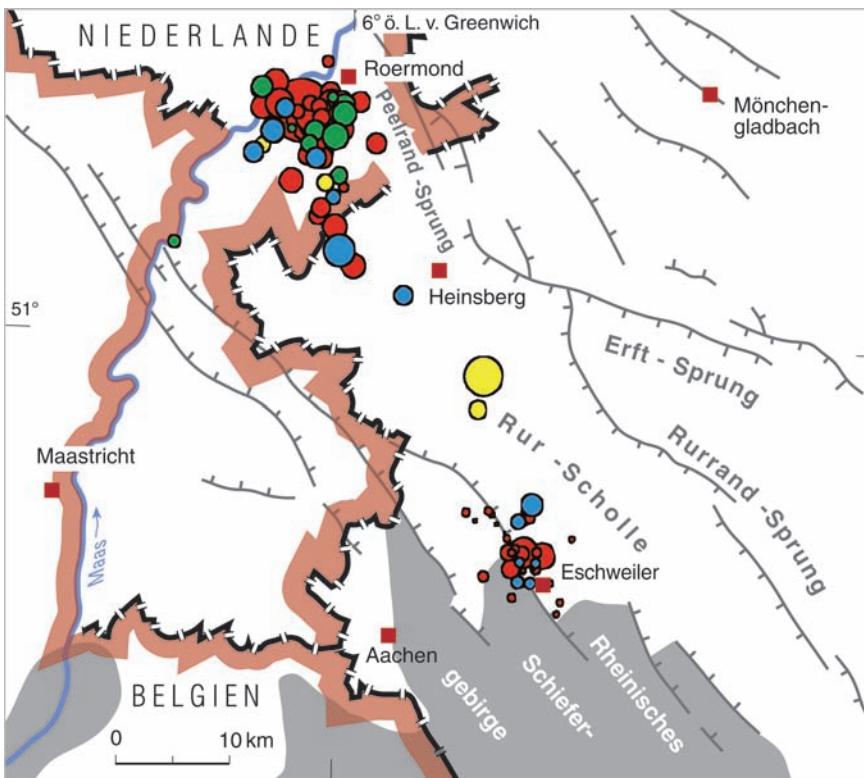 6° ö. L. v. Greenwich
NIEDERLANDE
Roermond
Mönchen-
gladbach
Peelrand-Sprung
Heinsberg
51°
Erft-Sprung
Rur-Scholle
Rurrand-Sprung
Maastricht
Maas
Eschweiler
Aachen
Rheinisches
Schiefer-
gebirge
BELGIEN
0 10 km